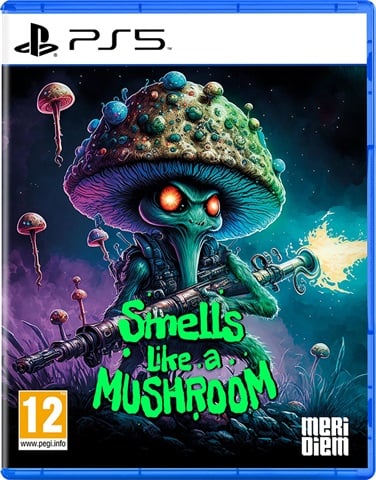 PS5
Smells
Like a
MUSHROOM
12
www.pegi.info
MERI
DIEM